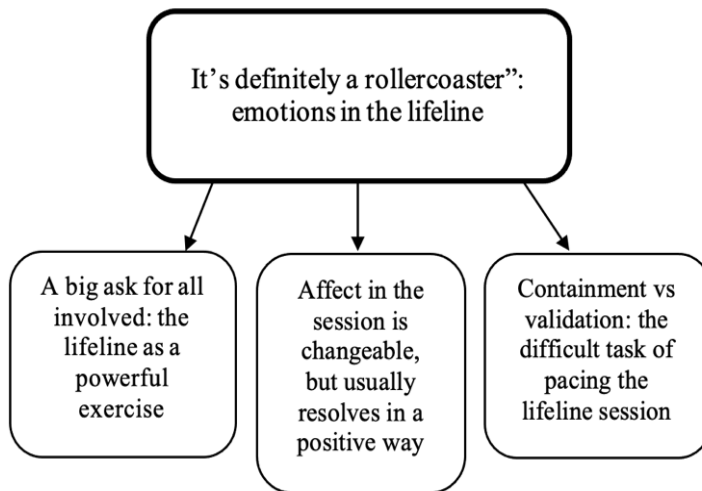 It’s definitely a rollercoaster”:
emotions in the lifeline
A big ask for all
involved: the
lifeline as a
powerful
exercise
Affect in the
session is
changeable,
but usually
resolves in a
positive way
Containment vs
validation: the
difficult task of
pacing the
lifeline session